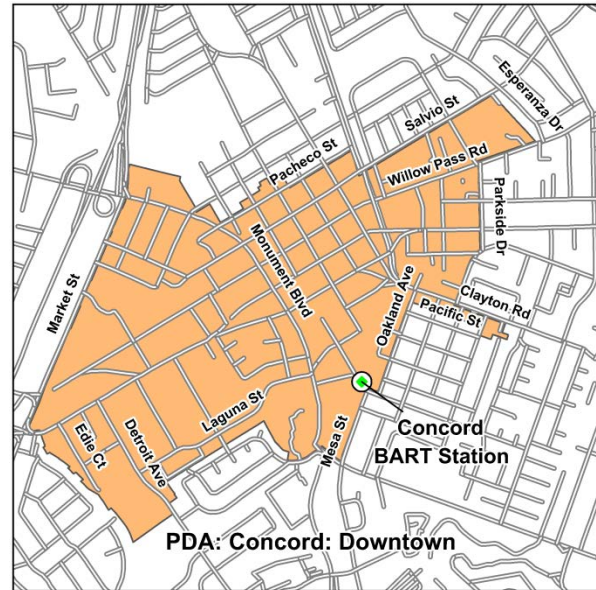 Esperanza Dr
Salvio St
Pacheco St
Willow Pass Rd
Parkside Dr
Monument Blvd
Market St
Oakland Ave
Clayton Rd
Pacific St
Laguna St
Concord
BART Station
Mesa St
Edie Ct
Detroit Ave
PDA: Concord: Downtown